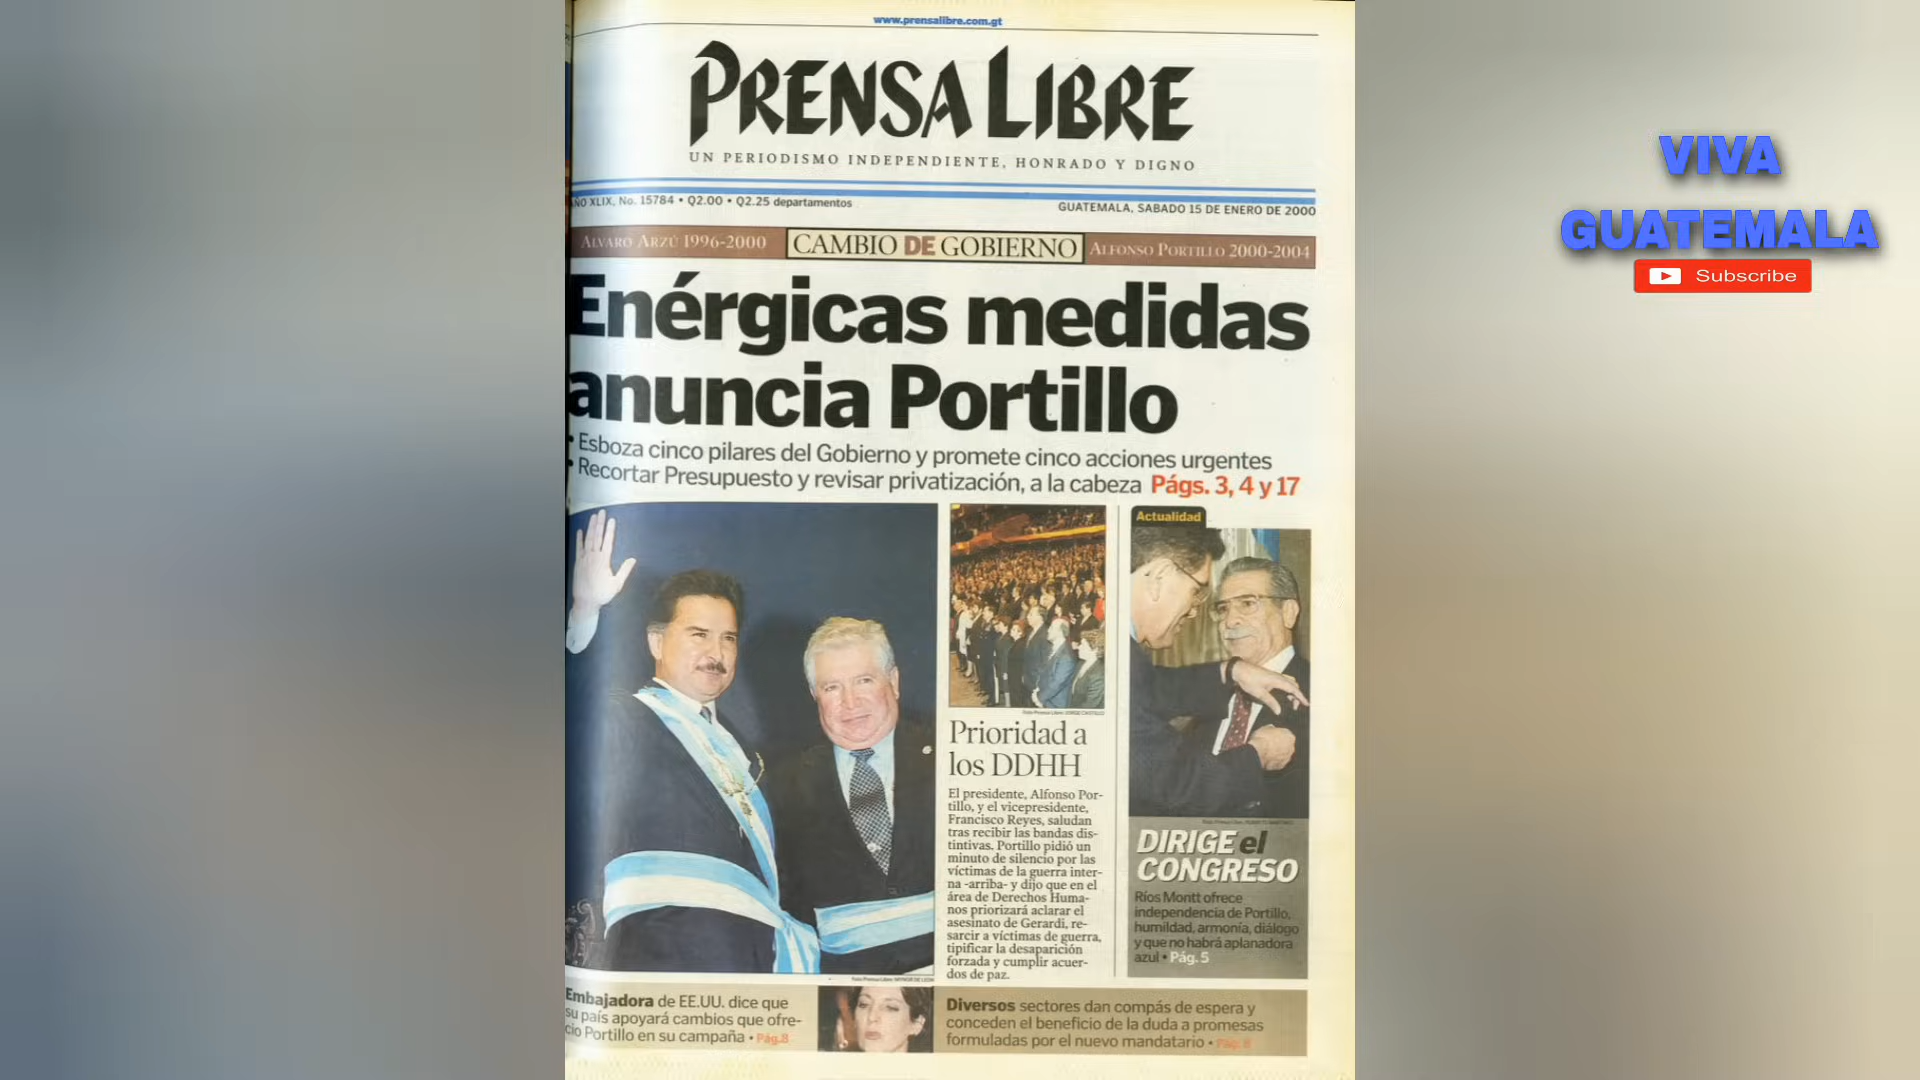 www.prensalibre.com.gt
PRENSA LIBRE
UN PERIODISMO INDEPENDIENTE, HONRADO Y DIGNO
AÑO XLIX, No. 15784 • Q2.00 • Q2.25 departamentos
GUATEMALA, SABADO 15 DE ENERO DE 2000
ALVARO ARZÚ 1996-2000
CAMBIO DE GOBIERNO
ALFONSO PORTILLO 2000-2004
Enérgicas medidas
anuncia Portillo
• Esboza cinco pilares del Gobierno y promete cinco acciones urgentes
• Recortar Presupuesto y revisar privatización, a la cabeza Págs. 3, 4 y 17
Prioridad a
los DDHH
El presidente, Alfonso Por-
tillo, y el vicepresidente,
Francisco Reyes, saludan
tras recibir las bandas dis-
tintivas. Portillo pidió un
minuto de silencio por las
víctimas de la guerra inter-
na -arriba- y dijo que en el
área de Derechos Huma-
nos priorizará aclarar el
asesinato de Gerardi, re-
sarcir a víctimas de guerra,
tipificar la desaparición
forzada y cumplir acuer-
dos de paz.
Actualidad
DIRIGE el
CONGRESO
Ríos Montt ofrece
independencia de Portillo,
humildad, armonía, diálogo
y que no habrá aplanadora
azul • Pág. 5
Embajadora de EE.UU. dice que
su país apoyará cambios que ofre-
ció Portillo en su campaña • Pág.8
Diversos sectores dan compás de espera y
conceden el beneficio de la duda a promesas
formuladas por el nuevo mandatario • Pág. 8
VIVA
GUATEMALA
Subscribe